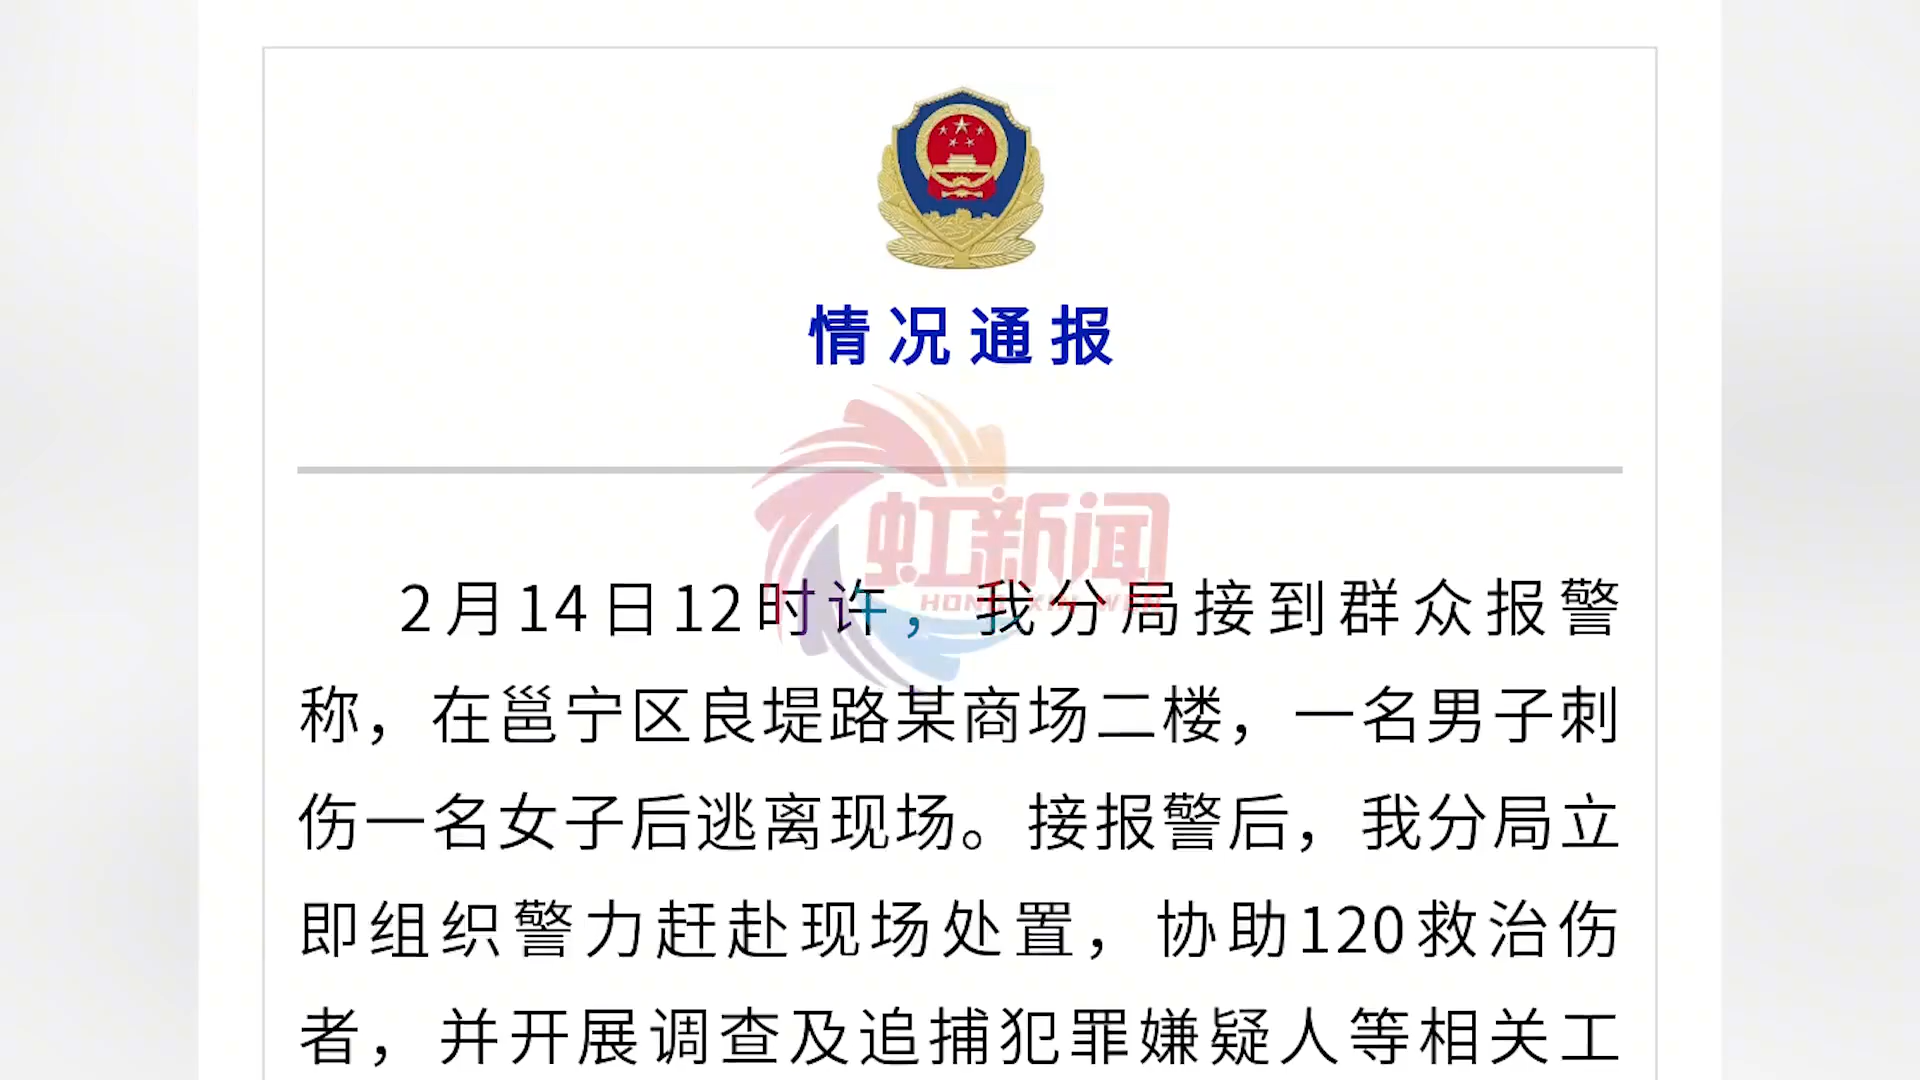 情况通报
虹新闻
HONG XIN WEN
2月14日12时许，我分局接到群众报警
称，在邕宁区良堤路某商场二楼，一名男子刺
伤一名女子后逃离现场。接报警后，我分局立
即组织警力赶赴现场处置，协助120救治伤
者，并开展调查及追捕犯罪嫌疑人等相关工